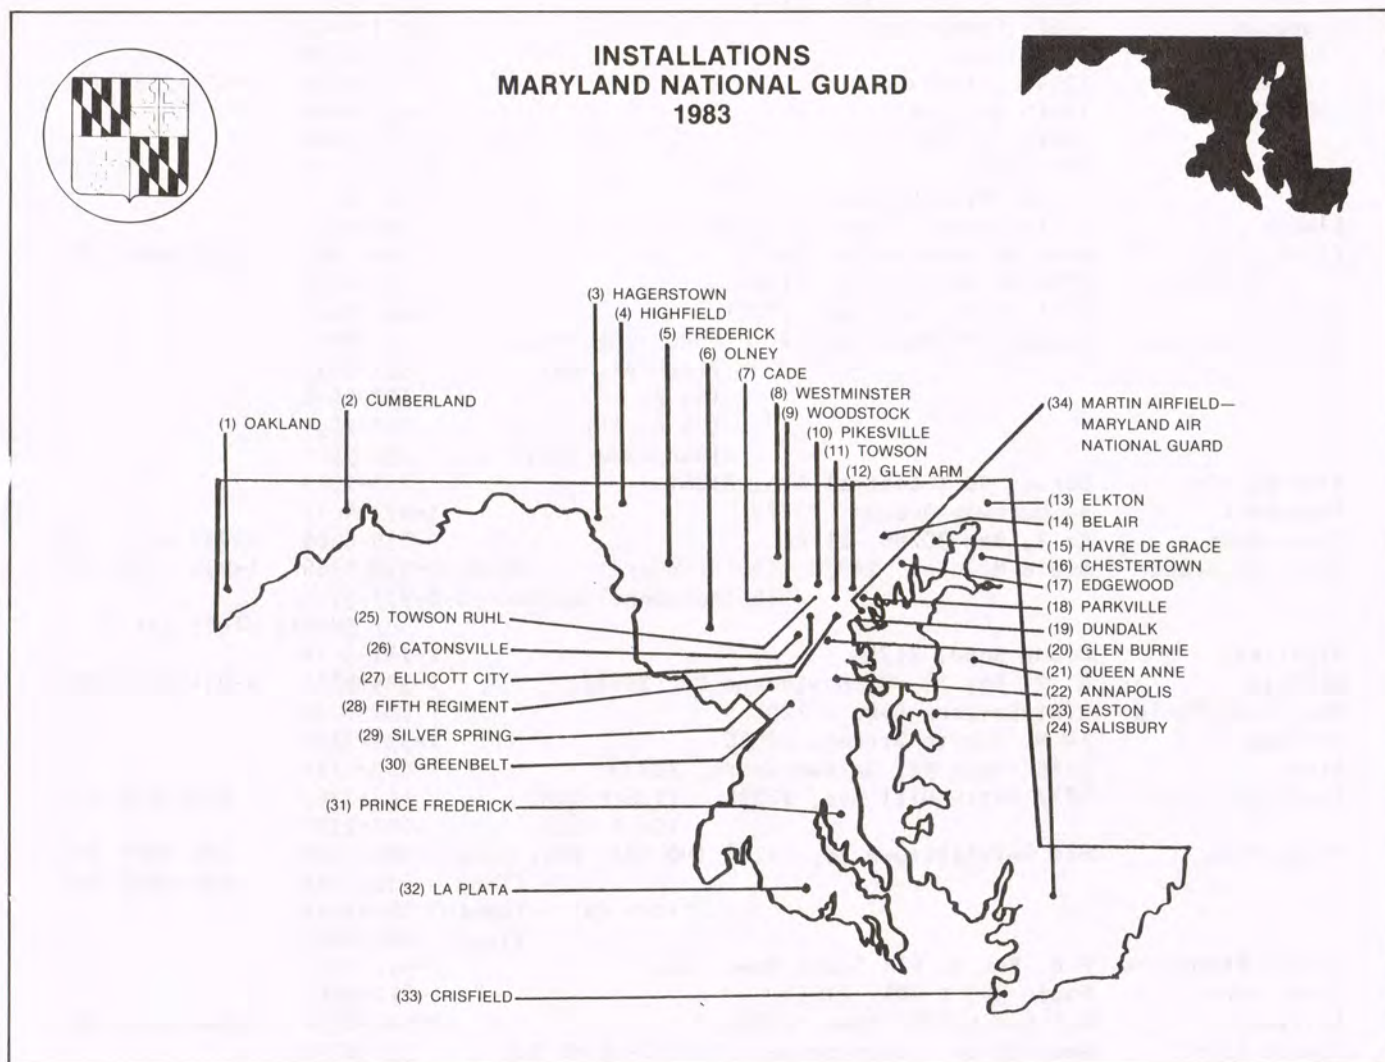 INSTALLATIONS
MARYLAND NATIONAL GUARD
1983
(3) HAGERSTOWN
(4) HIGHFIELD
(5) FREDERICK
(6) OLNEY
(7) CADE
(8) WESTMINSTER
(9) WOODSTOCK
(10) PIKESVILLE
(11) TOWSON
(12) GLEN ARM
(2) CUMBERLAND
(1) OAKLAND
(34) MARTIN AIRFIELD—
MARYLAND AIR
NATIONAL GUARD
(13) ELKTON
(14) BELAIR
(15) HAVRE DE GRACE
(16) CHESTERTOWN
(17) EDGEWOOD
(18) PARKVILLE
(19) DUNDALK
(20) GLEN BURNIE
(21) QUEEN ANNE
(22) ANNAPOLIS
(23) EASTON
(24) SALISBURY
(25) TOWSON RUHL
(26) CATONSVILLE
(27) ELLICOTT CITY
(28) FIFTH REGIMENT
(29) SILVER SPRING
(30) GREENBELT
(31) PRINCE FREDERICK
(32) LA PLATA
(33) CRISFIELD